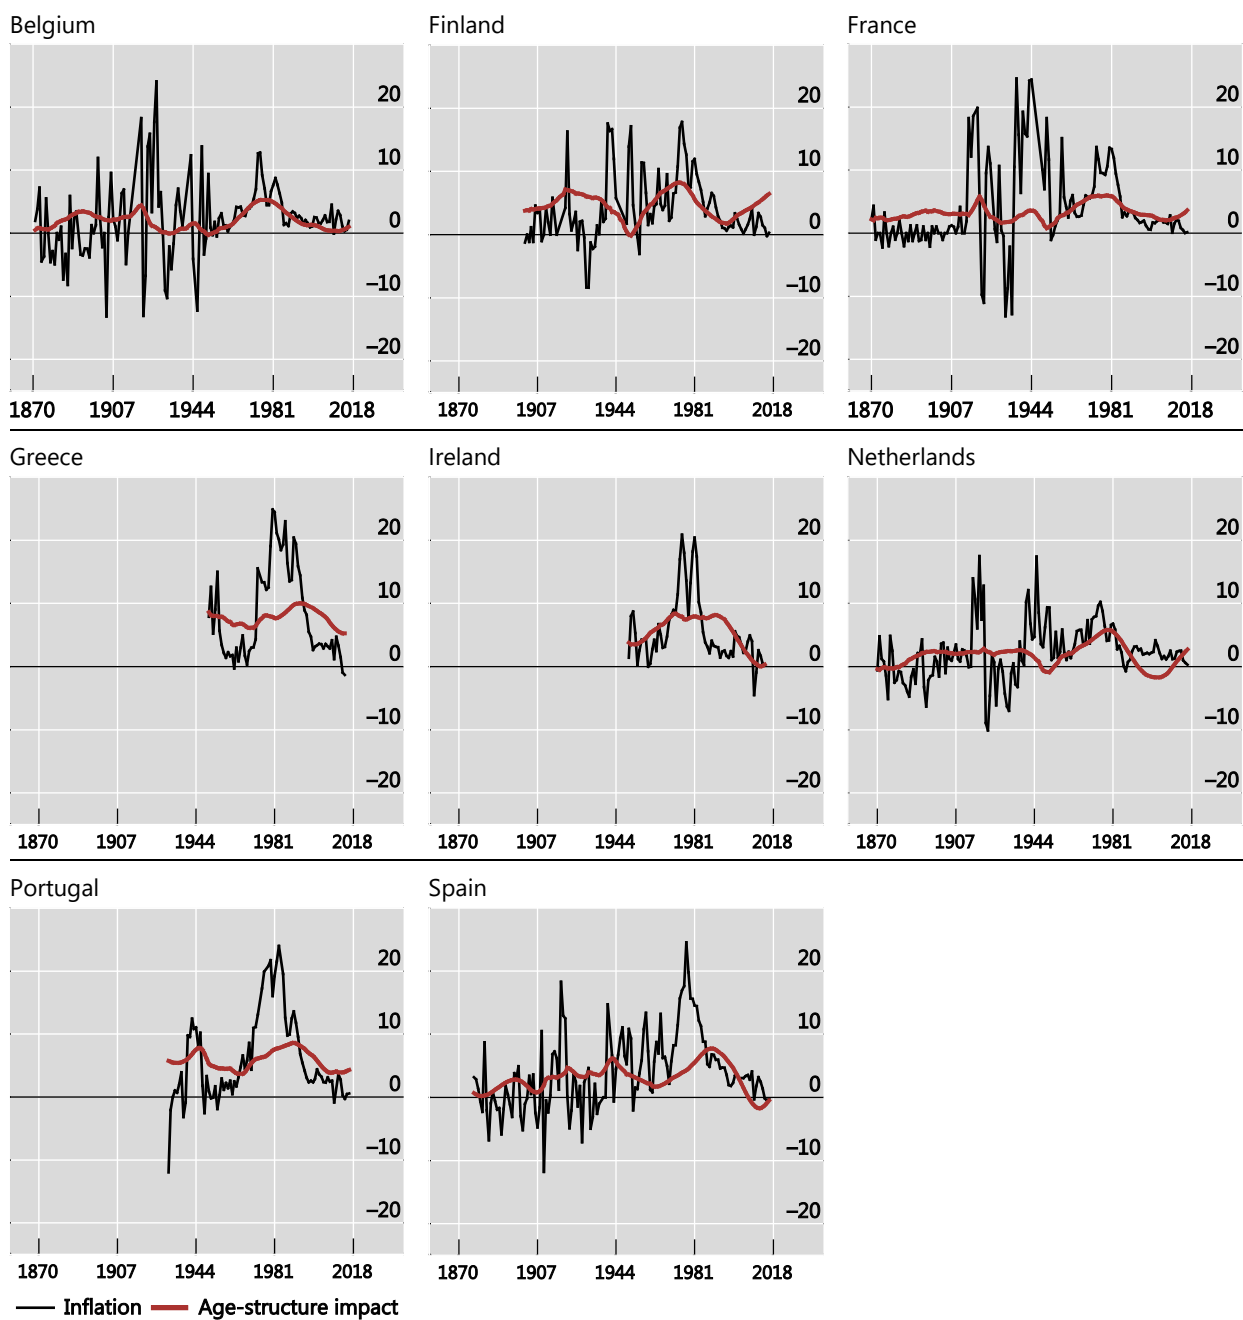 Belgium Finland France
20 20 20
10 10 10
0 0 0
–10 –10 –10
–20 –20 –20
1870 1907 1944 1981 2018 1870 1907 1944 1981 2018 1870 1907 1944 1981 2018
Greece Ireland Netherlands
20 20 20
10 10 10
0 0 0
–10 –10 –10
–20 –20 –20
1870 1907 1944 1981 2018 1870 1907 1944 1981 2018 1870 1907 1944 1981 2018
Portugal Spain
20 20
10 10
0 0
–10 –10
–20 –20
1870 1907 1944 1981 2018 1870 1907 1944 1981 2018
Inflation Age-structure impact